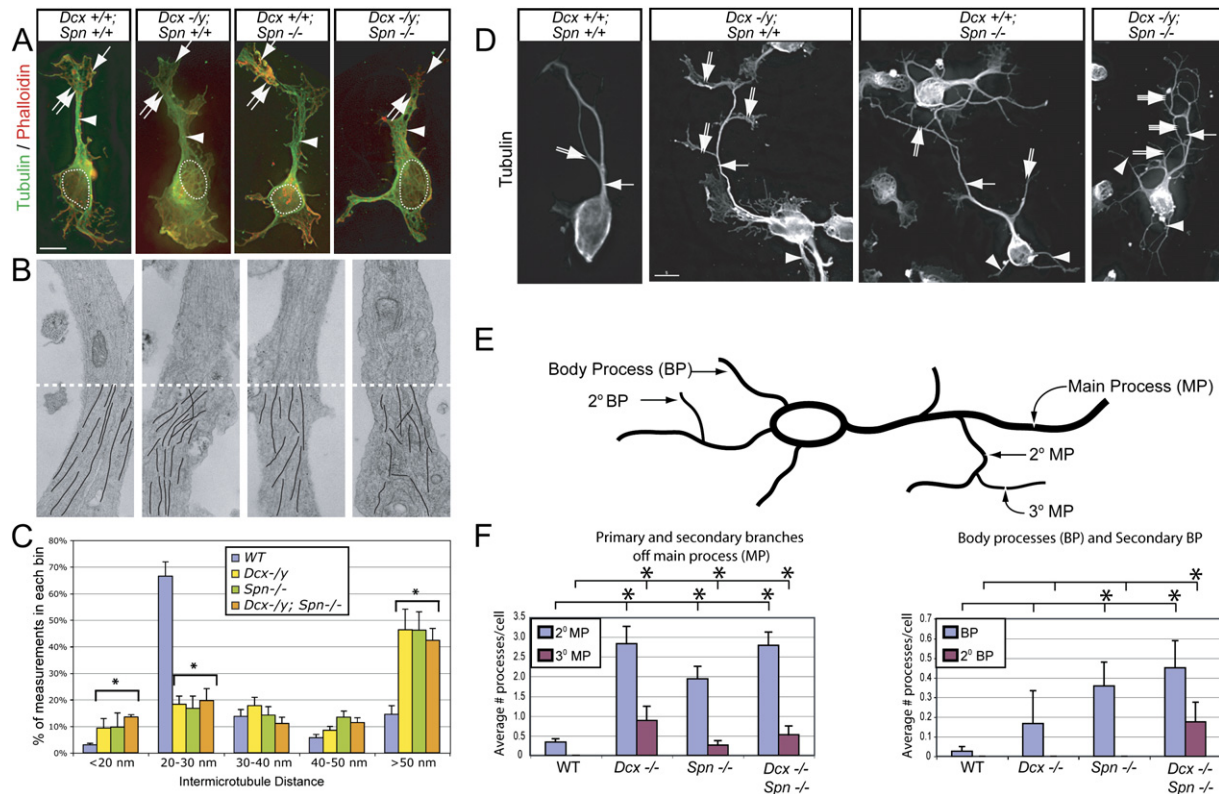 A
Dcx +/+;
Spn +/+
Dcx -/y;
Spn +/+
Dcx +/+;
Spn -/-
Dcx -/y;
Spn -/-
Tubulin / Phalloidin
B
C
% of measurements in each bin
80%
70%
60%
50%
40%
30%
20%
10%
0%
WT
Dcx-/y
Spn-/-
Dcx-/y; Spn-/-
*
*
*
<20 nm
20-30 nm
30-40 nm
40-50 nm
>50 nm
Intermicrotubule Distance
D
Dcx +/+;
Spn +/+
Dcx -/y;
Spn +/+
Dcx +/+;
Spn -/-
Dcx -/y;
Spn -/-
Tubulin
E
Body Process (BP)
2° BP
Main Process (MP)
2° MP
3° MP
F
Primary and secondary branches
off main process (MP)
* * *
* * *
Average # processes/cell
3.5
3.0
2.5
2.0
1.5
1.0
0.5
0.0
2° MP
3° MP
WT
Dcx -/-
Spn -/-
Dcx -/-
Spn -/-
Body processes (BP) and Secondary BP
*
* *
Average # processes/cell
0.7
0.6
0.5
0.4
0.3
0.2
0.1
0
BP
2° BP
WT
Dcx -/-
Spn -/-
Dcx -/-
Spn -/-